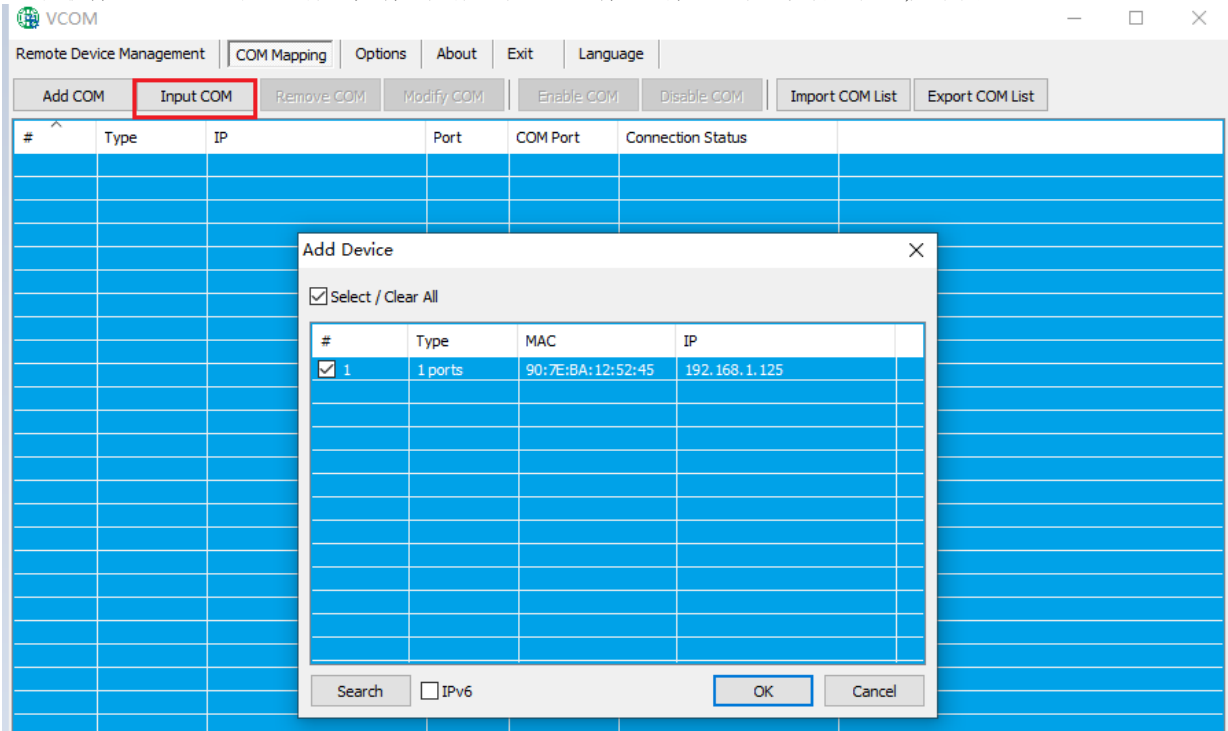 VCOM
Remote Device Management COM Mapping Options About Exit Language
Add COM Input COM Remove COM Modify COM Enable COM Disable COM Import COM List Export COM List
# Type IP Port COM Port Connection Status
Add Device
Select / Clear All
# Type MAC IP
1 1 ports 90:7E:BA:12:52:45 192.168.1.125
Search IPv6 OK Cancel